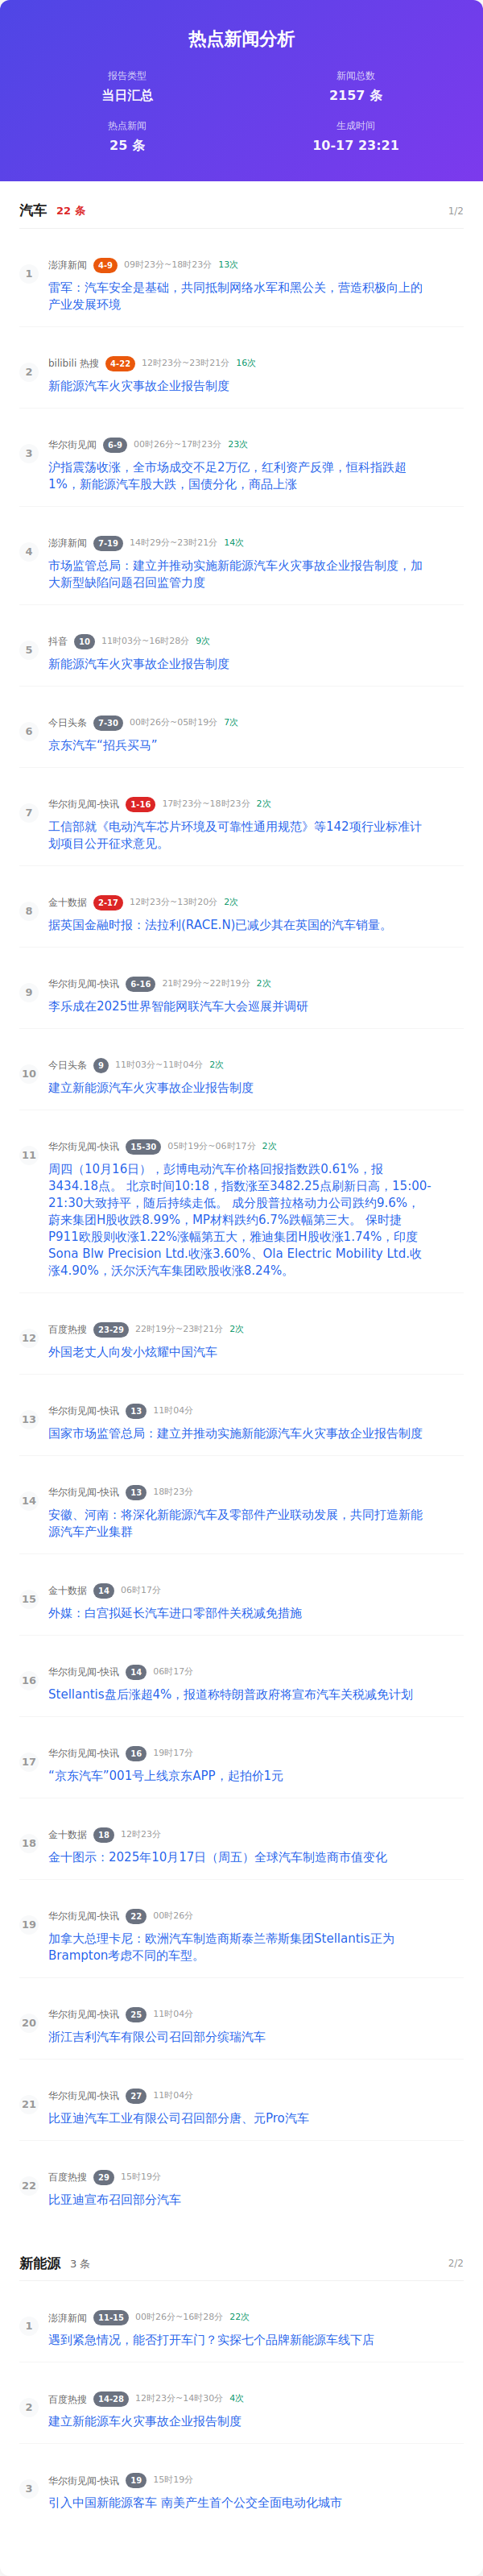 热点新闻分析
报告类型
当日汇总
新闻总数
2157 条
热点新闻
25 条
生成时间
10-17 23:21
汽车 22 条 1/2
1
澎湃新闻 4-9 09时23分~18时23分 13次
雷军：汽车安全是基础，共同抵制网络水军和黑公关，营造积极向上的
产业发展环境
2
bilibili 热搜 4-22 12时23分~23时21分 16次
新能源汽车火灾事故企业报告制度
3
华尔街见闻 6-9 00时26分~17时23分 23次
沪指震荡收涨，全市场成交不足2万亿，红利资产反弹，恒科指跌超
1%，新能源汽车股大跌，国债分化，商品上涨
4
澎湃新闻 7-19 14时29分~23时21分 14次
市场监管总局：建立并推动实施新能源汽车火灾事故企业报告制度，加
大新型缺陷问题召回监管力度
5
抖音 10 11时03分~16时28分 9次
新能源汽车火灾事故企业报告制度
6
今日头条 7-30 00时26分~05时19分 7次
京东汽车“招兵买马”
7
华尔街见闻-快讯 1-16 17时23分~18时23分 2次
工信部就《电动汽车芯片环境及可靠性通用规范》等142项行业标准计
划项目公开征求意见。
8
金十数据 2-17 12时23分~13时20分 2次
据英国金融时报：法拉利(RACE.N)已减少其在英国的汽车销量。
9
华尔街见闻-快讯 6-16 21时29分~22时19分 2次
李乐成在2025世界智能网联汽车大会巡展并调研
10
今日头条 9 11时03分~11时04分 2次
建立新能源汽车火灾事故企业报告制度
11
华尔街见闻-快讯 15-30 05时19分~06时17分 2次
周四（10月16日），彭博电动汽车价格回报指数跌0.61%，报
3434.18点。 北京时间10:18，指数涨至3482.25点刷新日高，15:00-
21:30大致持平，随后持续走低。 成分股普拉格动力公司跌约9.6%，
蔚来集团H股收跌8.99%，MP材料跌约6.7%跌幅第三大。 保时捷
P911欧股则收涨1.22%涨幅第五大，雅迪集团H股收涨1.74%，印度
Sona Blw Precision Ltd.收涨3.60%、Ola Electric Mobility Ltd.收
涨4.90%，沃尔沃汽车集团欧股收涨8.24%。
12
百度热搜 23-29 22时19分~23时21分 2次
外国老丈人向发小炫耀中国汽车
13
华尔街见闻-快讯 13 11时04分
国家市场监管总局：建立并推动实施新能源汽车火灾事故企业报告制度
14
华尔街见闻-快讯 13 18时23分
安徽、河南：将深化新能源汽车及零部件产业联动发展，共同打造新能
源汽车产业集群
15
金十数据 14 06时17分
外媒：白宫拟延长汽车进口零部件关税减免措施
16
华尔街见闻-快讯 14 06时17分
Stellantis盘后涨超4%，报道称特朗普政府将宣布汽车关税减免计划
17
华尔街见闻-快讯 16 19时17分
“京东汽车”001号上线京东APP，起拍价1元
18
金十数据 18 12时23分
金十图示：2025年10月17日（周五）全球汽车制造商市值变化
19
华尔街见闻-快讯 22 00时26分
加拿大总理卡尼：欧洲汽车制造商斯泰兰蒂斯集团Stellantis正为
Brampton考虑不同的车型。
20
华尔街见闻-快讯 25 11时04分
浙江吉利汽车有限公司召回部分缤瑞汽车
21
华尔街见闻-快讯 27 11时04分
比亚迪汽车工业有限公司召回部分唐、元Pro汽车
22
百度热搜 29 15时19分
比亚迪宣布召回部分汽车
新能源 3 条 2/2
1
澎湃新闻 11-15 00时26分~16时28分 22次
遇到紧急情况，能否打开车门？实探七个品牌新能源车线下店
2
百度热搜 14-28 12时23分~14时30分 4次
建立新能源车火灾事故企业报告制度
3
华尔街见闻-快讯 19 15时19分
引入中国新能源客车 南美产生首个公交全面电动化城市